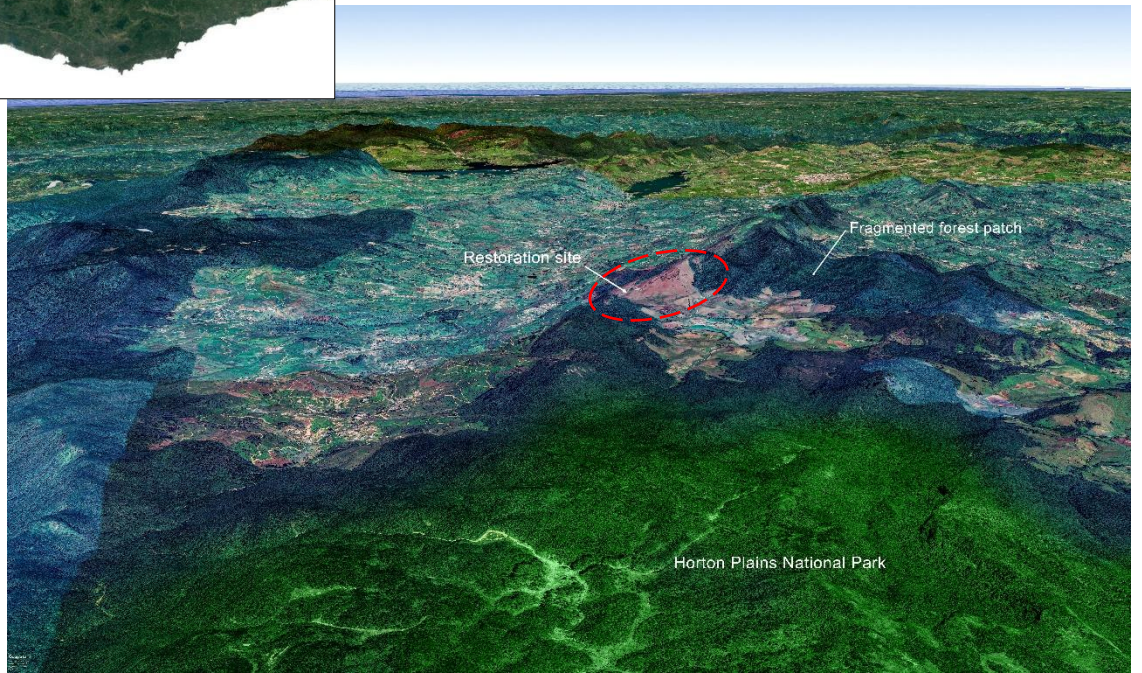 Fragmented forest patch
Restoration site
Horton Plains National Park